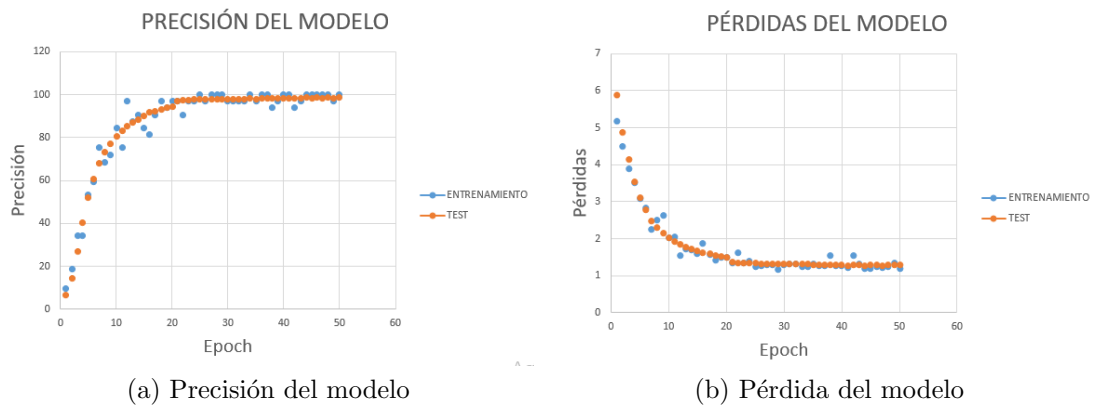 PRECISIÓN DEL MODELO
120
100
80
60
40
20
0
Precisión
0 10 20 30 40 50 60
Epoch
ENTRENAMIENTO
TEST
(a) Precisión del modelo
PÉRDIDAS DEL MODELO
7
6
5
4
3
2
1
0
Pérdidas
0 10 20 30 40 50 60
Epoch
ENTRENAMIENTO
TEST
(b) Pérdida del modelo